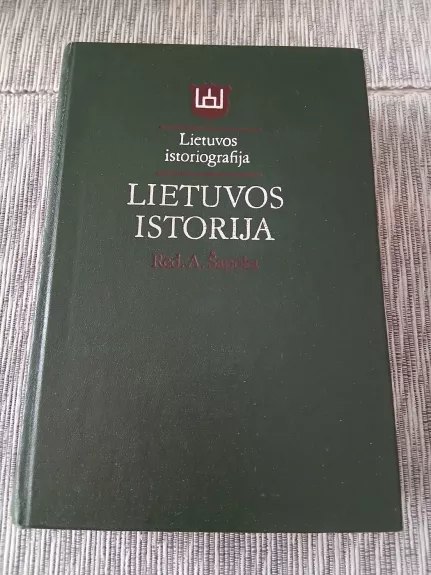 Lietuvos
istoriografija
LIETUVOS
ISTORIJA
Red. A. Šapoka